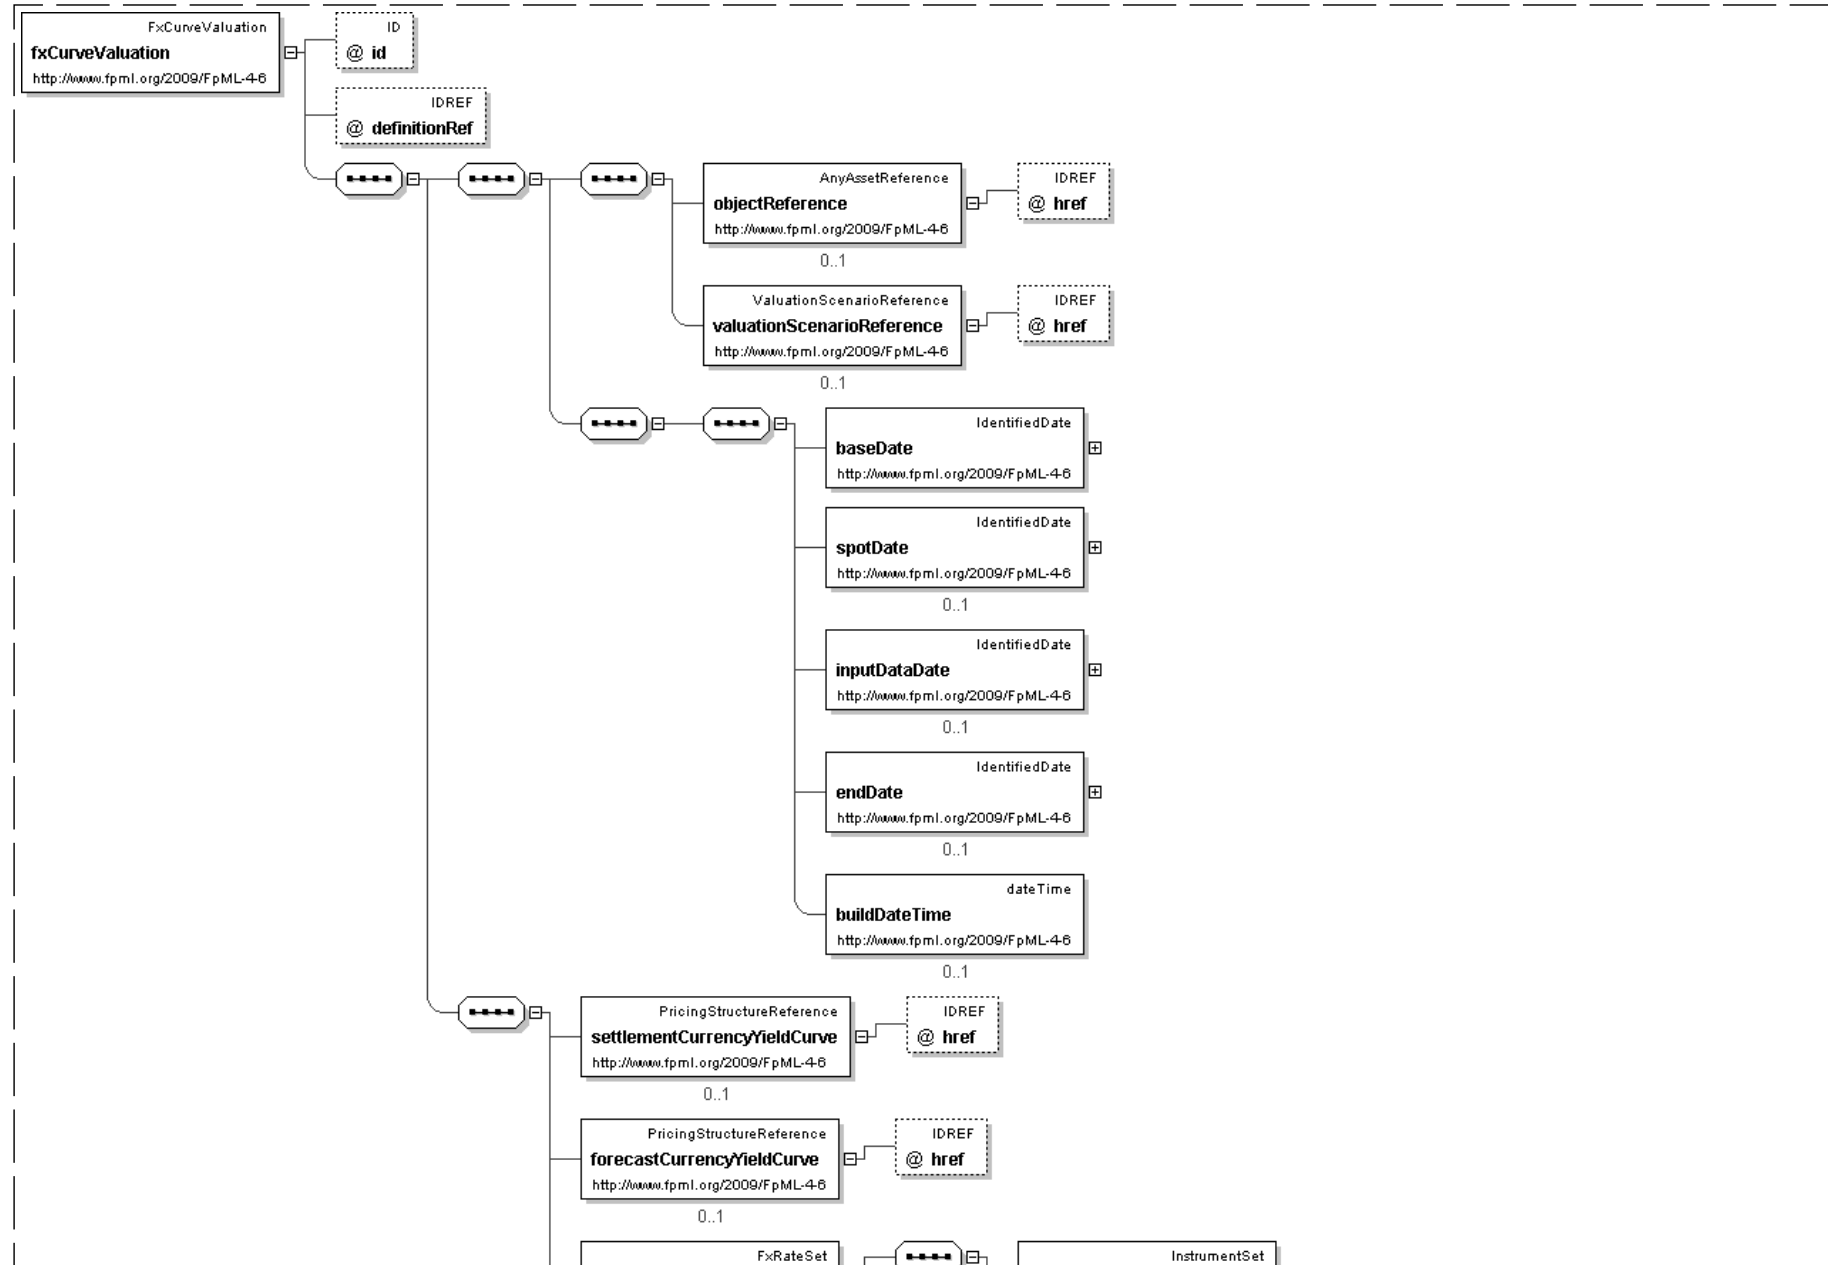 FxCurveValuation
fxCurveValuation
http://www.fpml.org/2009/FpML-4-6
ID
@ id
IDREF
@ definitionRef
AnyAssetReference
objectReference
http://www.fpml.org/2009/FpML-4-6
0..1
IDREF
@ href
ValuationScenarioReference
valuationScenarioReference
http://www.fpml.org/2009/FpML-4-6
0..1
IDREF
@ href
IdentifiedDate
baseDate
http://www.fpml.org/2009/FpML-4-6
IdentifiedDate
spotDate
http://www.fpml.org/2009/FpML-4-6
0..1
IdentifiedDate
inputDataDate
http://www.fpml.org/2009/FpML-4-6
0..1
IdentifiedDate
endDate
http://www.fpml.org/2009/FpML-4-6
0..1
dateTime
buildDateTime
http://www.fpml.org/2009/FpML-4-6
0..1
PricingStructureReference
settlementCurrencyYieldCurve
http://www.fpml.org/2009/FpML-4-6
0..1
IDREF
@ href
PricingStructureReference
forecastCurrencyYieldCurve
http://www.fpml.org/2009/FpML-4-6
0..1
IDREF
@ href
FxRateSet
InstrumentSet